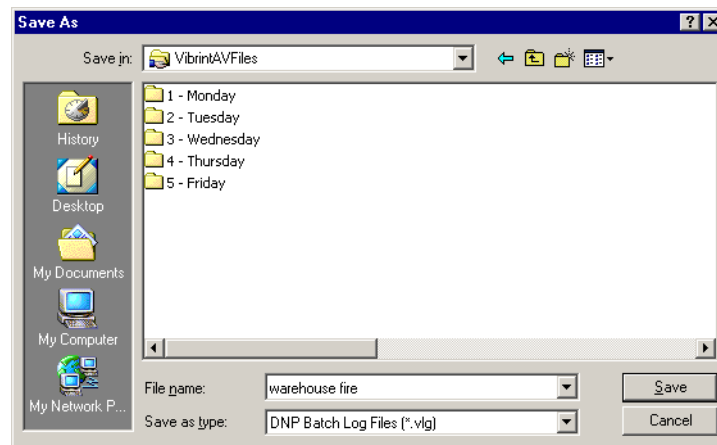 Save As
?
Save in:
VibrintAVFiles
1 - Monday
2 - Tuesday
3 - Wednesday
4 - Thursday
5 - Friday
History
Desktop
My Documents
My Computer
My Network P...
File name:
warehouse fire
Save
Save as type:
DNP Batch Log Files (*.vlg)
Cancel